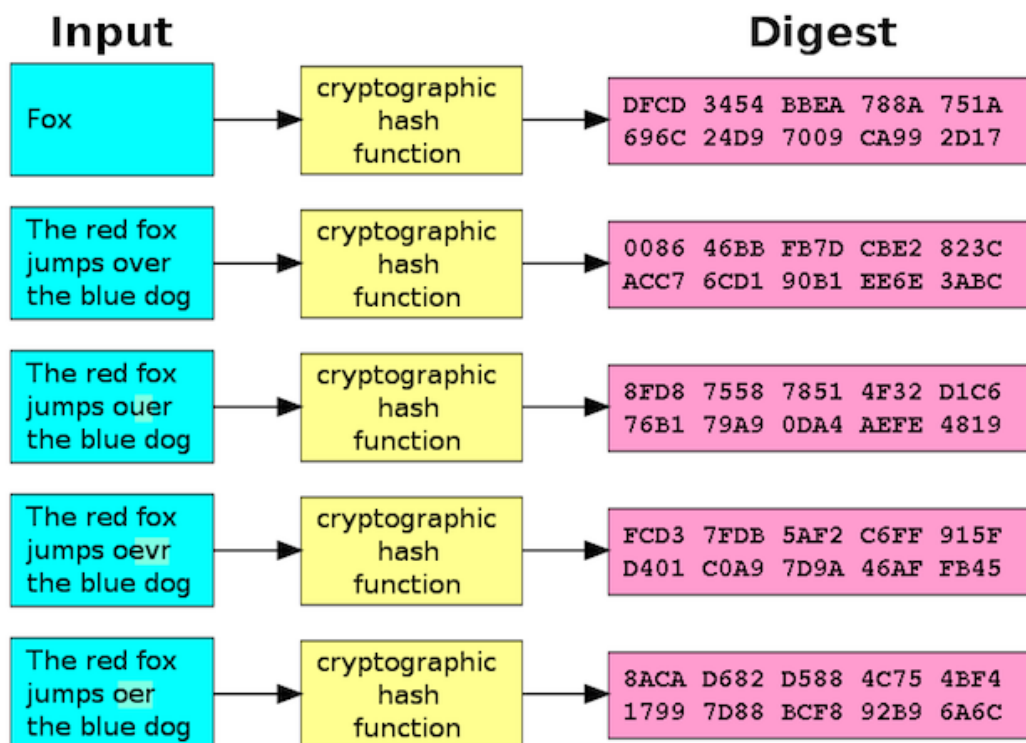 Input
Digest
Fox
cryptographic
hash
function
DFCD 3454 BBEA 788A 751A
696C 24D9 7009 CA99 2D17
The red fox
jumps over
the blue dog
cryptographic
hash
function
0086 46BB FB7D CBE2 823C
ACC7 6CD1 90B1 EE6E 3ABC
The red fox
jumps ouer
the blue dog
cryptographic
hash
function
8FD8 7558 7851 4F32 D1C6
76B1 79A9 0DA4 AEFE 4819
The red fox
jumps oevr
the blue dog
cryptographic
hash
function
FCD3 7FDB 5AF2 C6FF 915F
D401 C0A9 7D9A 46AF FB45
The red fox
jumps oer
the blue dog
cryptographic
hash
function
8ACA D682 D588 4C75 4BF4
1799 7D88 BCF8 92B9 6A6C